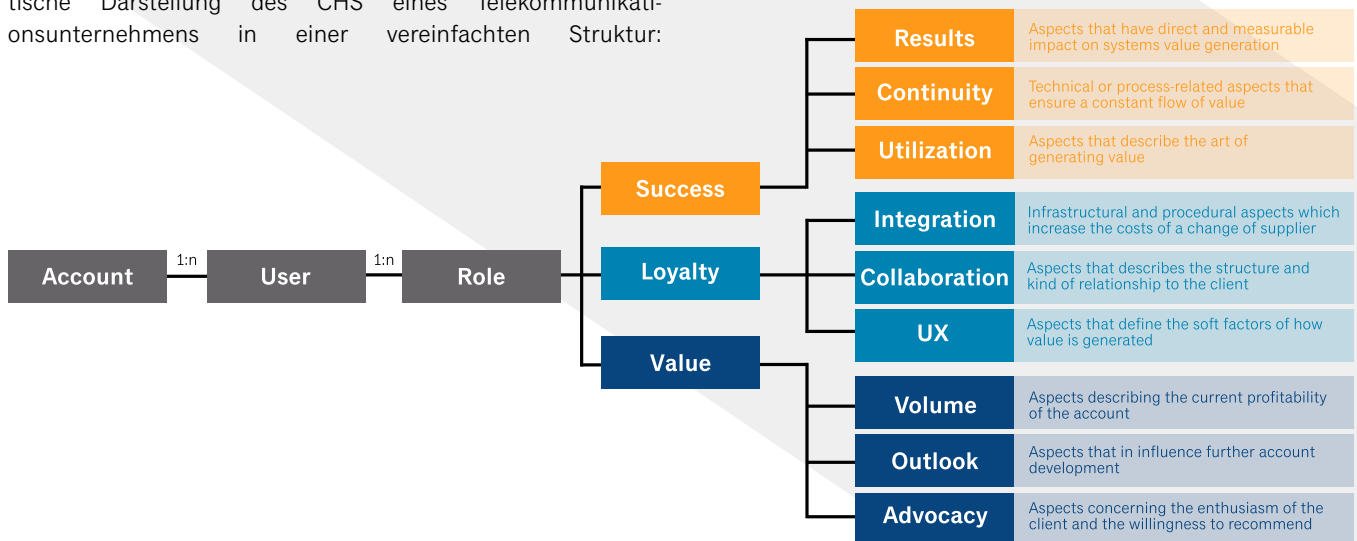 tische Darstellung des CHS eines Telekommunikati-
onsunternehmens in einer vereinfachten Struktur:
Results
Aspects that have direct and measurable
impact on systems value generation
Continuity
Technical or process-related aspects that
ensure a constant flow of value
Utilization
Aspects that describe the art of
generating value
Success
Integration
Infrastructural and procedural aspects which
increase the costs of a change of supplier
Account
1:n
User
1:n
Role
Loyalty
Collaboration
Aspects that describes the structure and
kind of relationship to the client
UX
Aspects that define the soft factors of how
value is generated
Value
Volume
Aspects describing the current profitability
of the account
Outlook
Aspects that in influence further account
development
Advocacy
Aspects concerning the enthusiasm of the
client and the willingness to recommend